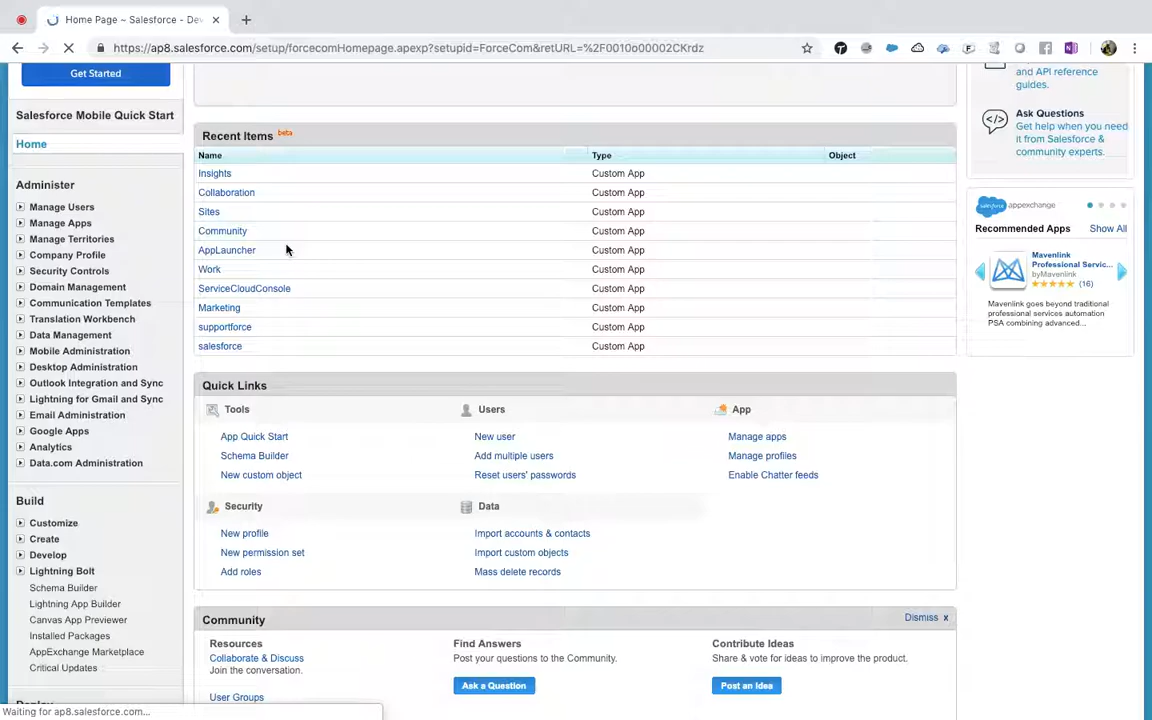 Home Page ~ Salesforce - Dev
https://ap8.salesforce.com/setup/forcecomHomepage.apexp?setupid=ForceCom&retURL=%2F0010o00002CKrdz
Get Started
Salesforce Mobile Quick Start
Home
Administer
Manage Users
Manage Apps
Manage Territories
Company Profile
Security Controls
Domain Management
Communication Templates
Translation Workbench
Data Management
Mobile Administration
Desktop Administration
Outlook Integration and Sync
Lightning for Gmail and Sync
Email Administration
Google Apps
Analytics
Data.com Administration
Build
Customize
Create
Develop
Lightning Bolt
Schema Builder
Lightning App Builder
Canvas App Previewer
Installed Packages
AppExchange Marketplace
Critical Updates
Recent Items beta
Name Type Object
Insights Custom App
Collaboration Custom App
Sites Custom App
Community Custom App
AppLauncher Custom App
Work Custom App
ServiceCloudConsole Custom App
Marketing Custom App
supportforce Custom App
salesforce Custom App
Quick Links
Tools
App Quick Start
Schema Builder
New custom object
Users
New user
Add multiple users
Reset users' passwords
App
Manage apps
Manage profiles
Enable Chatter feeds
Security
New profile
New permission set
Add roles
Data
Import accounts & contacts
Import custom objects
Mass delete records
Community
Dismiss x
Resources
Collaborate & Discuss
Join the conversation.
User Groups
Find Answers
Post your questions to the Community.
Ask a Question
Contribute Ideas
Share & vote for ideas to improve the product.
Post an Idea
and API reference
guides.
Ask Questions
Get help when you need
it from Salesforce &
community experts.
salesforce appexchange
Recommended Apps Show All
Mavenlink
Professional Servic...
byMavenlink
(16)
Mavenlink goes beyond traditional
professional services automation
PSA combining advanced...
Waiting for ap8.salesforce.com...